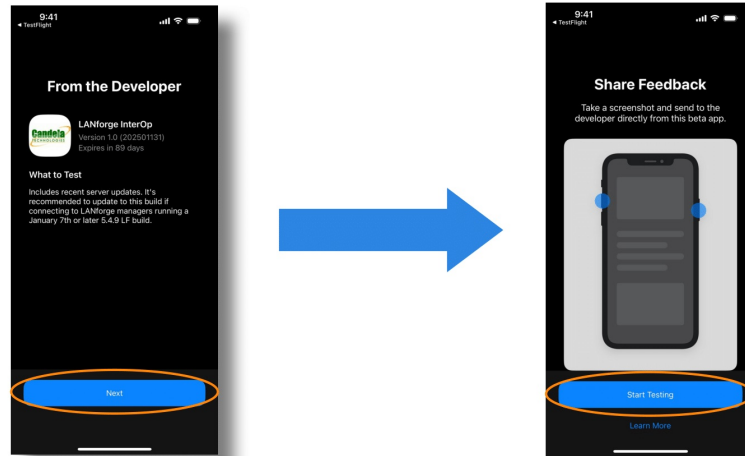 9:41
◀ TestFlight
From the Developer
Candela
TECHNOLOGIES
LANforge InterOp
Version 1.0 (202501131)
Expires in 89 days
What to Test
Includes recent server updates. It's
recommended to update to this build if
connecting to LANforge managers running a
January 7th or later 5.4.9 LF build.
Next
9:41
◀ TestFlight
Share Feedback
Take a screenshot and send to the
developer directly from this beta app.
Start Testing
Learn More